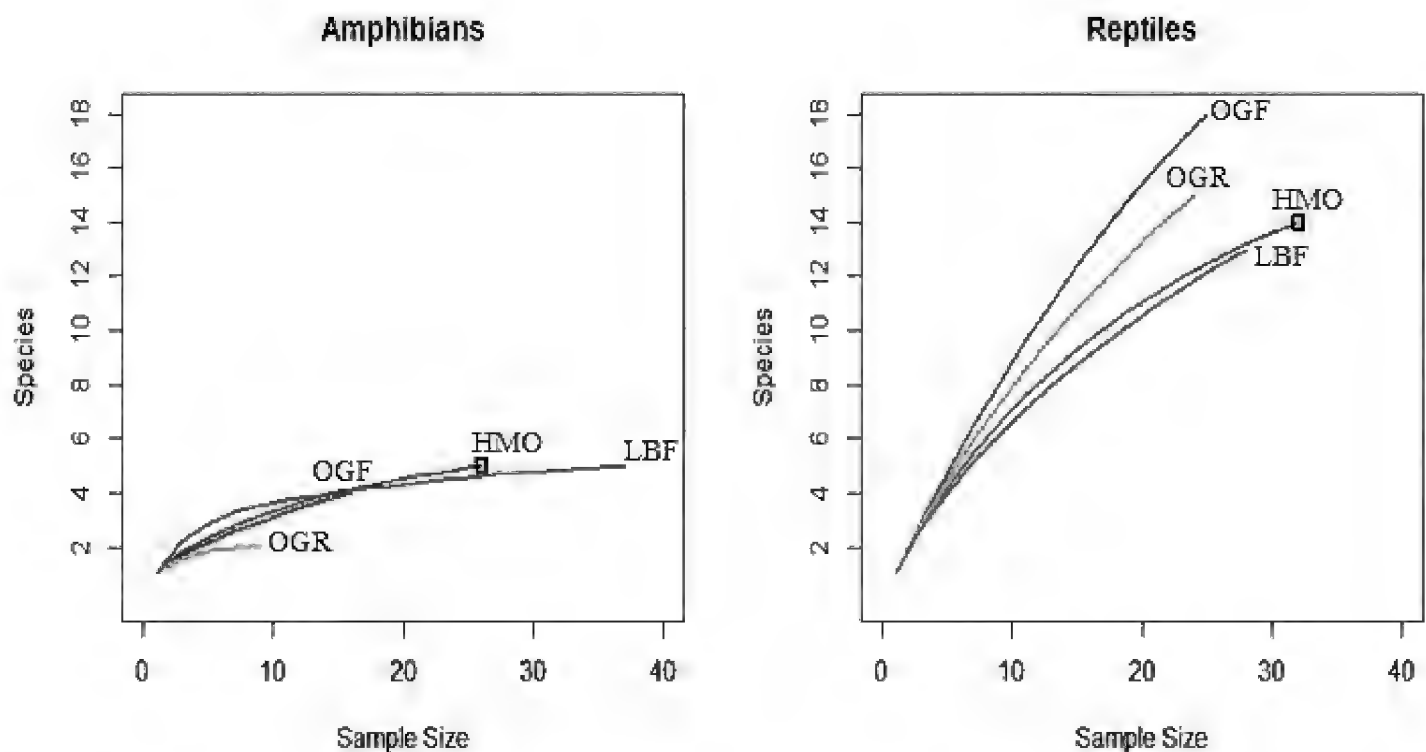 Amphibians
18
16
14
12
10
8
6
4
2
Species
HMO
LBF
OGF
OGR
0 10 20 30 40
Sample Size
Reptiles
18
16
14
12
10
8
6
4
2
Species
OGF
OGR
HMO
LBF
0 10 20 30 40
Sample Size